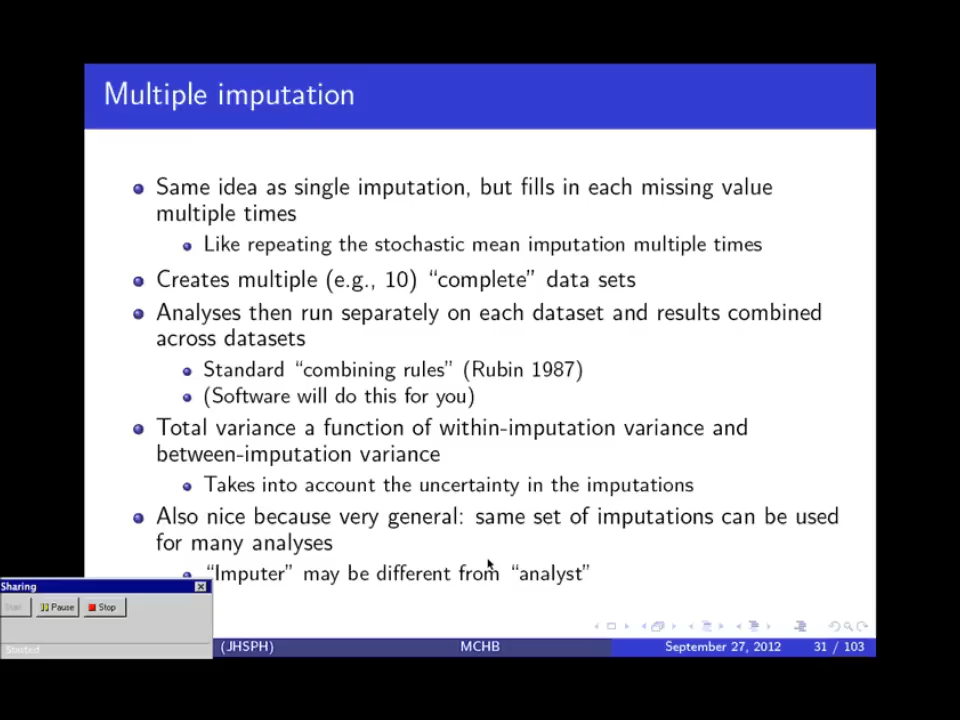 Multiple imputation
Same idea as single imputation, but fills in each missing value
multiple times
Like repeating the stochastic mean imputation multiple times
Creates multiple (e.g., 10) “complete” data sets
Analyses then run separately on each dataset and results combined
across datasets
Standard “combining rules” (Rubin 1987)
(Software will do this for you)
Total variance a function of within-imputation variance and
between-imputation variance
Takes into account the uncertainty in the imputations
Also nice because very general: same set of imputations can be used
for many analyses
“Imputer” may be different from “analyst”
Sharing
Start Pause Stop
Started
(JHSPH) MCHB September 27, 2012 31 / 103